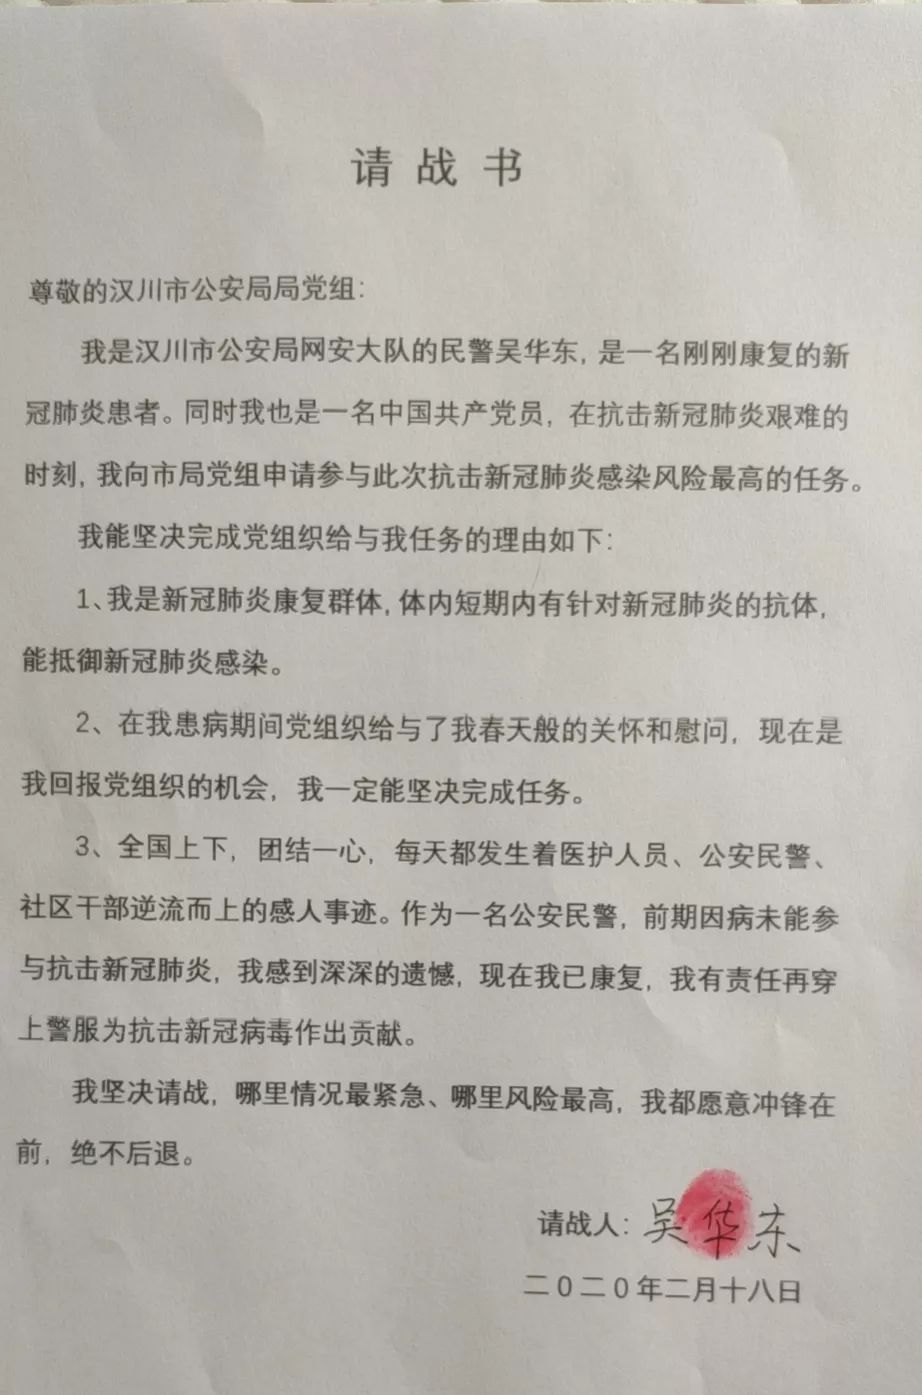 请战书
尊敬的汉川市公安局局党组：
我是汉川市公安局网安大队的民警吴华东，是一名刚刚康复的新
冠肺炎患者。同时我也是一名中国共产党员，在抗击新冠肺炎艰难的
时刻，我向市局党组申请参与此次抗击新冠肺炎感染风险最高的任务。
我能坚决完成党组织给与我任务的理由如下：
1、我是新冠肺炎康复群体，体内短期内有针对新冠肺炎的抗体，
能抵御新冠肺炎感染。
2、在我患病期间党组织给与了我春天般的关怀和慰问，现在是
我回报党组织的机会，我一定能坚决完成任务。
3、全国上下，团结一心，每天都发生着医护人员、公安民警、
社区干部逆流而上的感人事迹。作为一名公安民警，前期因病未能参
与抗击新冠肺炎，我感到深深的遗憾，现在我已康复，我有责任再穿
上警服为抗击新冠病毒作出贡献。
我坚决请战，哪里情况最紧急、哪里风险最高，我都愿意冲锋在
前，绝不后退。
请战人：吴华东
二0二0年二月十八日